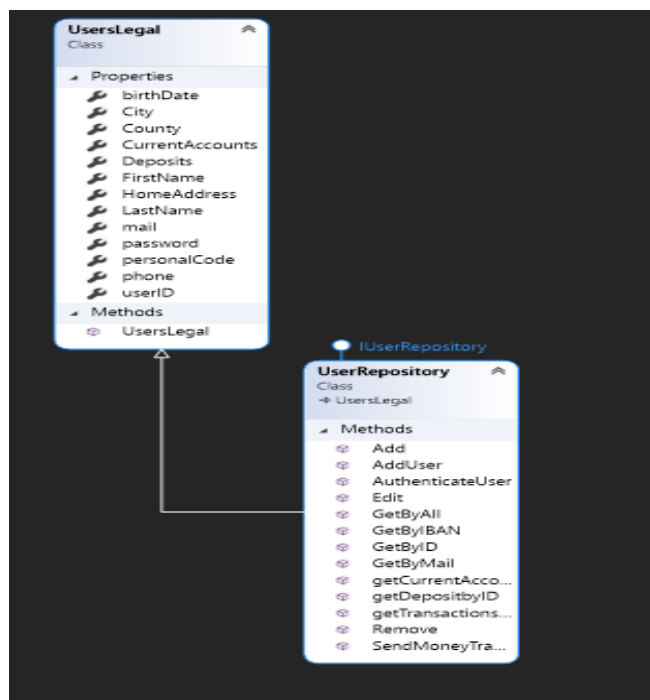 UsersLegal
Class
Properties
birthDate
City
County
CurrentAccounts
Deposits
FirstName
HomeAddress
LastName
mail
password
personalCode
phone
userID
Methods
UsersLegal
IUserRepository
UserRepository
Class
UsersLegal
Methods
Add
AddUser
AuthenticateUser
Edit
GetByAll
GetByIBAN
GetByID
GetByMail
getCurrentAcco...
getDepositbyID
getTransactions...
Remove
SendMoneyTra...